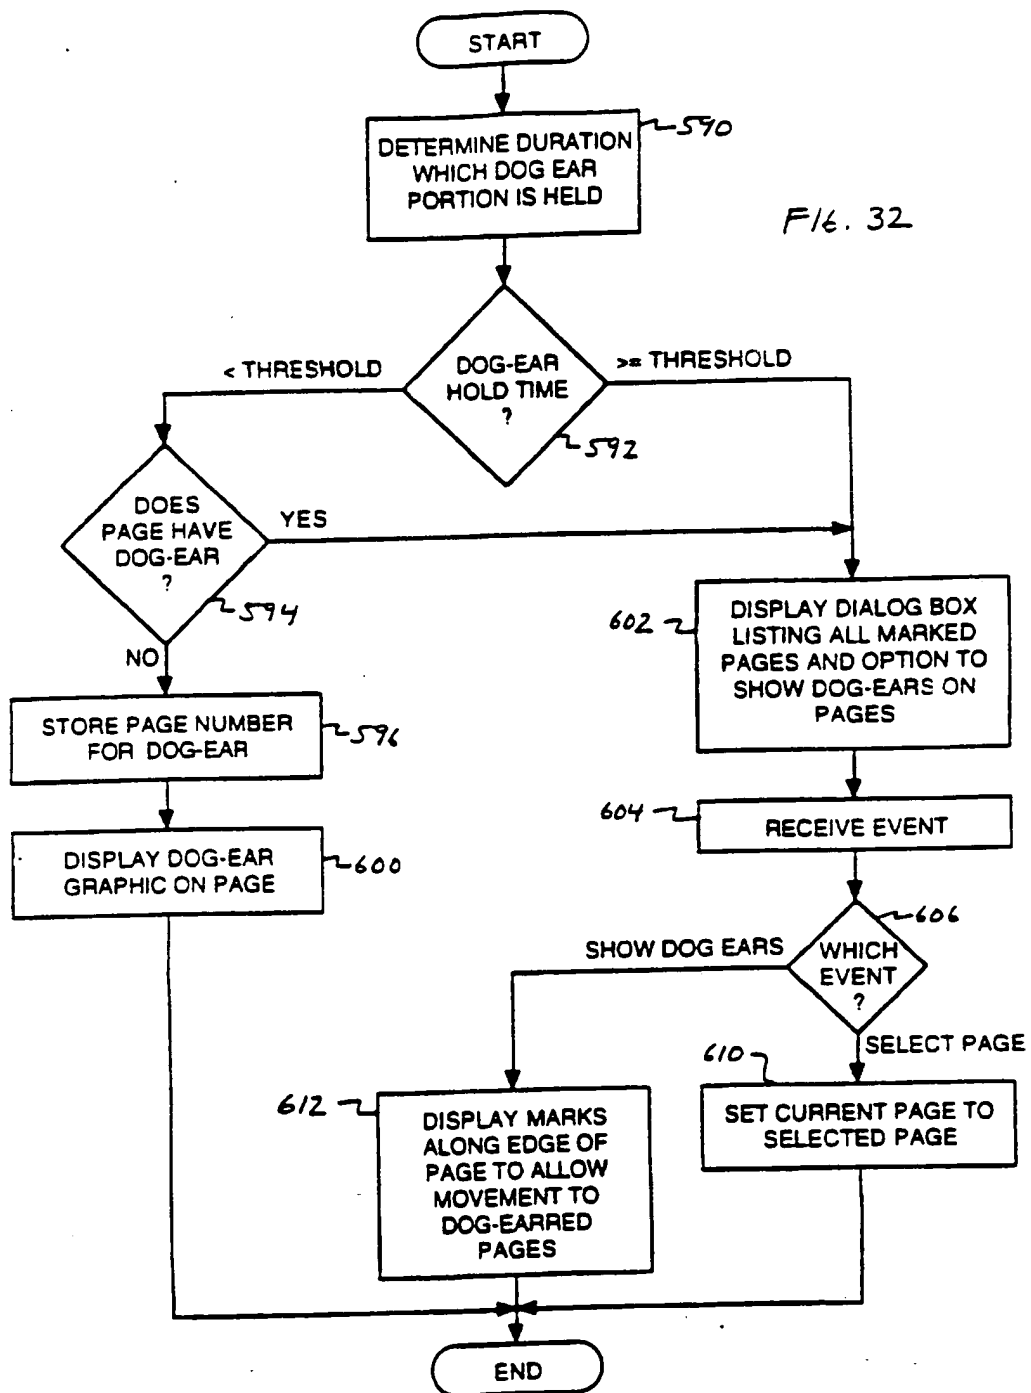 START
DETERMINE DURATION
WHICH DOG EAR
PORTION IS HELD
590
FIG. 32
< THRESHOLD
DOG-EAR
HOLD TIME
?
>= THRESHOLD
592
DOES
PAGE HAVE
DOG-EAR
?
YES
594
NO
602
DISPLAY DIALOG BOX
LISTING ALL MARKED
PAGES AND OPTION TO
SHOW DOG-EARS ON
PAGES
STORE PAGE NUMBER
FOR DOG-EAR
596
604
RECEIVE EVENT
DISPLAY DOG-EAR
GRAPHIC ON PAGE
600
606
SHOW DOG EARS
WHICH
EVENT
?
SELECT PAGE
610
SET CURRENT PAGE TO
SELECTED PAGE
612
DISPLAY MARKS
ALONG EDGE OF
PAGE TO ALLOW
MOVEMENT TO
DOG-EARRED
PAGES
END